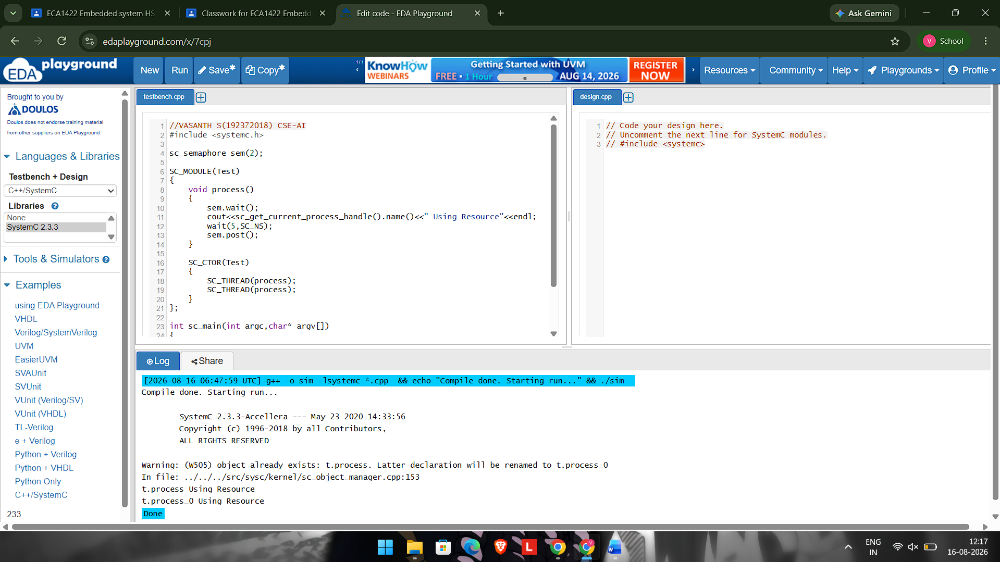 ECA1422 Embedded system HS
Classwork for ECA1422 Embedd
Edit code - EDA Playground
Ask Gemini
edaplayground.com/x/7cpj
V
School
EDA playground
New
Run
Save*
Copy*
1/1
KnowHow
WEBINARS
Getting Started with UVM
FREE • 1 Hour
AUG 14, 2026
REGISTER
NOW
Resources
Community
Help
Playgrounds
Profile
Brought to you by
DOULOS
Doulos does not endorse training material
from other suppliers on EDA Playground.
Languages & Libraries
Testbench + Design
C++/SystemC
Libraries
None
SystemC 2.3.3
Tools & Simulators
Examples
using EDA Playground
VHDL
Verilog/SystemVerilog
UVM
EasierUVM
SVAUnit
SVUnit
VUnit (Verilog/SV)
VUnit (VHDL)
TL-Verilog
e + Verilog
Python + Verilog
Python + VHDL
Python Only
C++/SystemC
233
testbench.cpp
1 //VASANTH S(192372018) CSE-AI
2 #include <systemc.h>
3
4 sc_semaphore sem(2);
5
6 SC_MODULE(Test)
7 {
8 void process()
9 {
10 sem.wait();
11 cout<<sc_get_current_process_handle().name()<<" Using Resource"<<endl;
12 wait(5,SC_NS);
13 sem.post();
14 }
15
16 SC_CTOR(Test)
17 {
18 SC_THREAD(process);
19 SC_THREAD(process);
20 }
21 };
22
23 int sc_main(int argc,char* argv[])
24 {
design.cpp
1 // Code your design here.
2 // Uncomment the next line for SystemC modules.
3 // #include <systemc>
Log
Share
[2026-08-16 06:47:59 UTC] g++ -o sim -lsystemc *.cpp && echo "Compile done. Starting run..." && ./sim
Compile done. Starting run...
SystemC 2.3.3-Accellera --- May 23 2020 14:33:56
Copyright (c) 1996-2018 by all Contributors,
ALL RIGHTS RESERVED
Warning: (W505) object already exists: t.process. Latter declaration will be renamed to t.process_0
In file: ../../../src/sysc/kernel/sc_object_manager.cpp:153
t.process Using Resource
t.process_0 Using Resource
Done
L
V
W
ENG
IN
12:17
16-08-2026